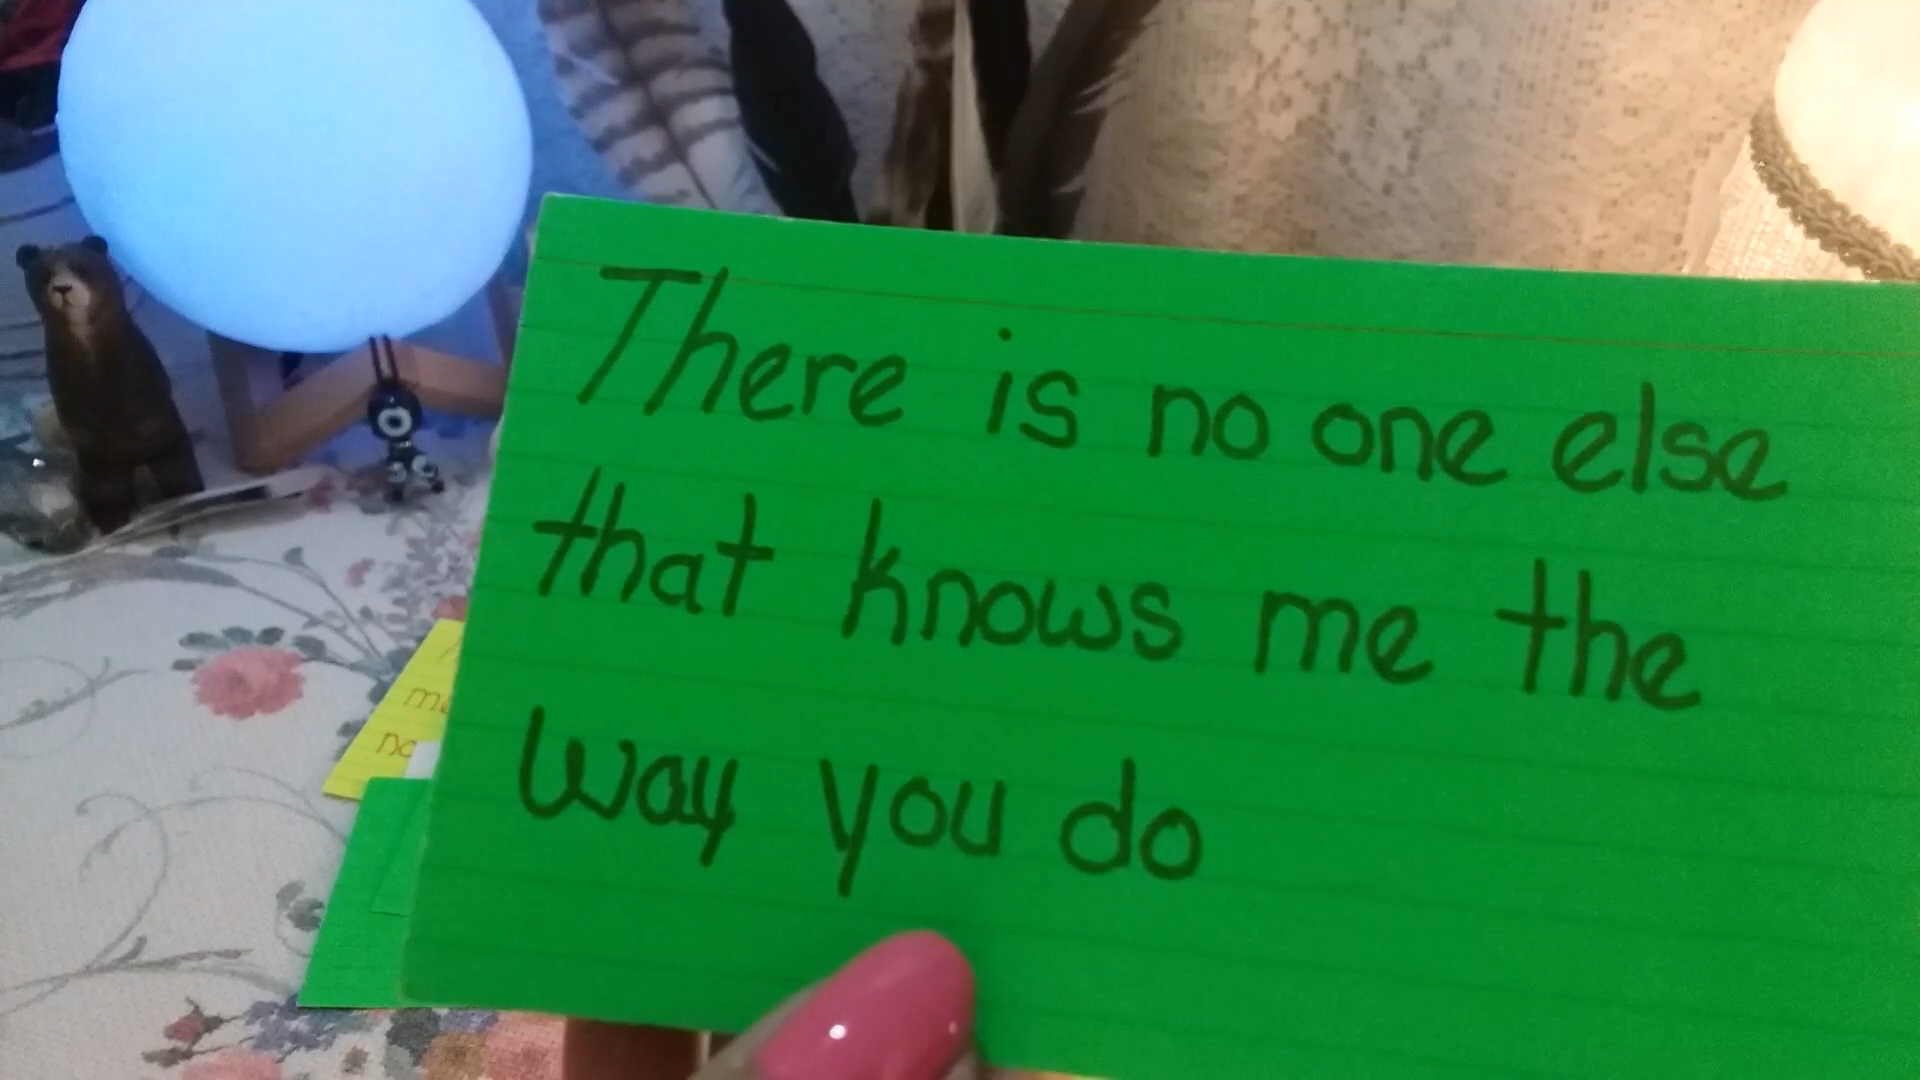 There is no one else
that knows me the
way you do